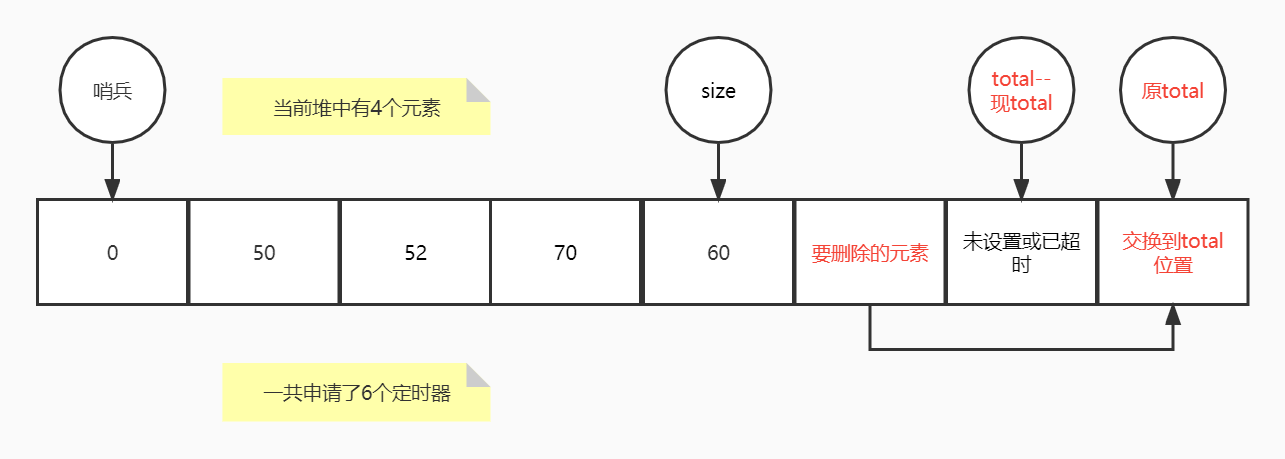 哨兵
当前堆中有4个元素
size
total--
现total
原total
0
50
52
70
60
要删除的元素
未设置或已超
时
交换到total
位置
一共申请了6个定时器